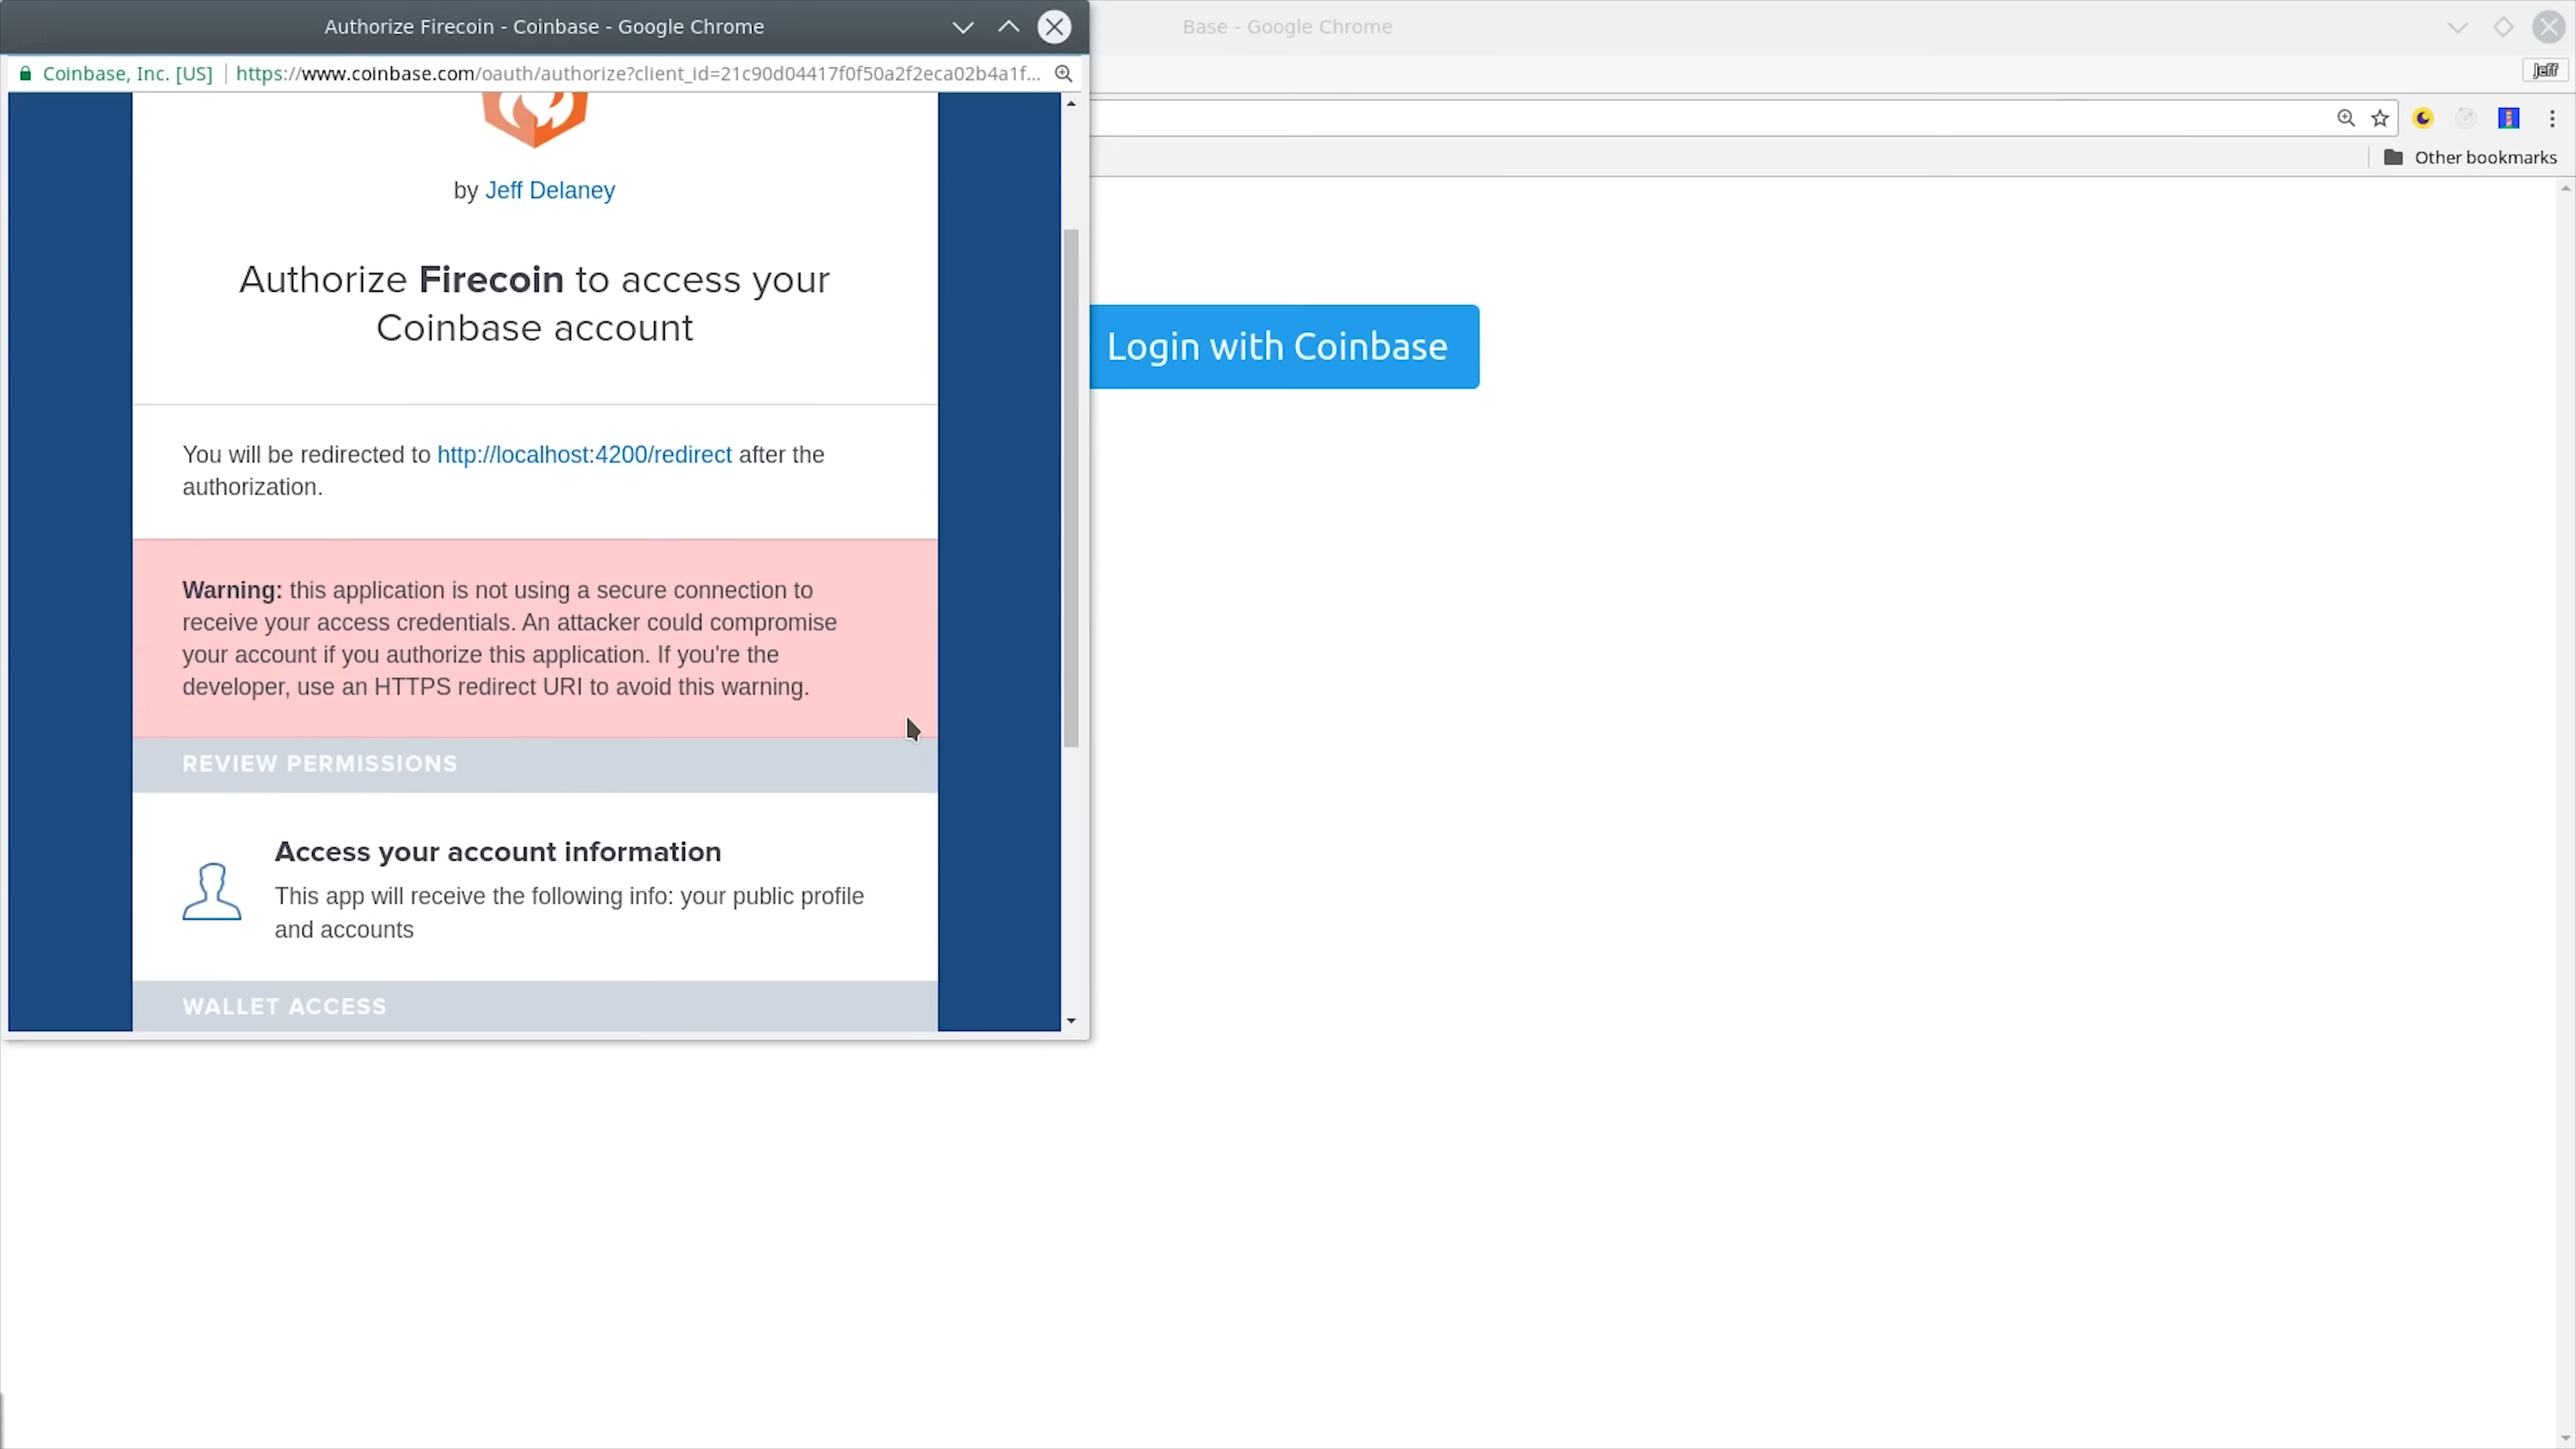 Authorize Firecoin - Coinbase - Google Chrome
Base - Google Chrome
Jeff
Coinbase, Inc. [US]
https://www.coinbase.com/oauth/authorize?client_id=21c90d04417f0f50a2f2eca02b4a1f...
Other bookmarks
by Jeff Delaney
Authorize Firecoin to access your
Coinbase account
Login with Coinbase
You will be redirected to http://localhost:4200/redirect after the
authorization.
Warning: this application is not using a secure connection to
receive your access credentials. An attacker could compromise
your account if you authorize this application. If you're the
developer, use an HTTPS redirect URI to avoid this warning.
REVIEW PERMISSIONS
Access your account information
This app will receive the following info: your public profile
and accounts
WALLET ACCESS